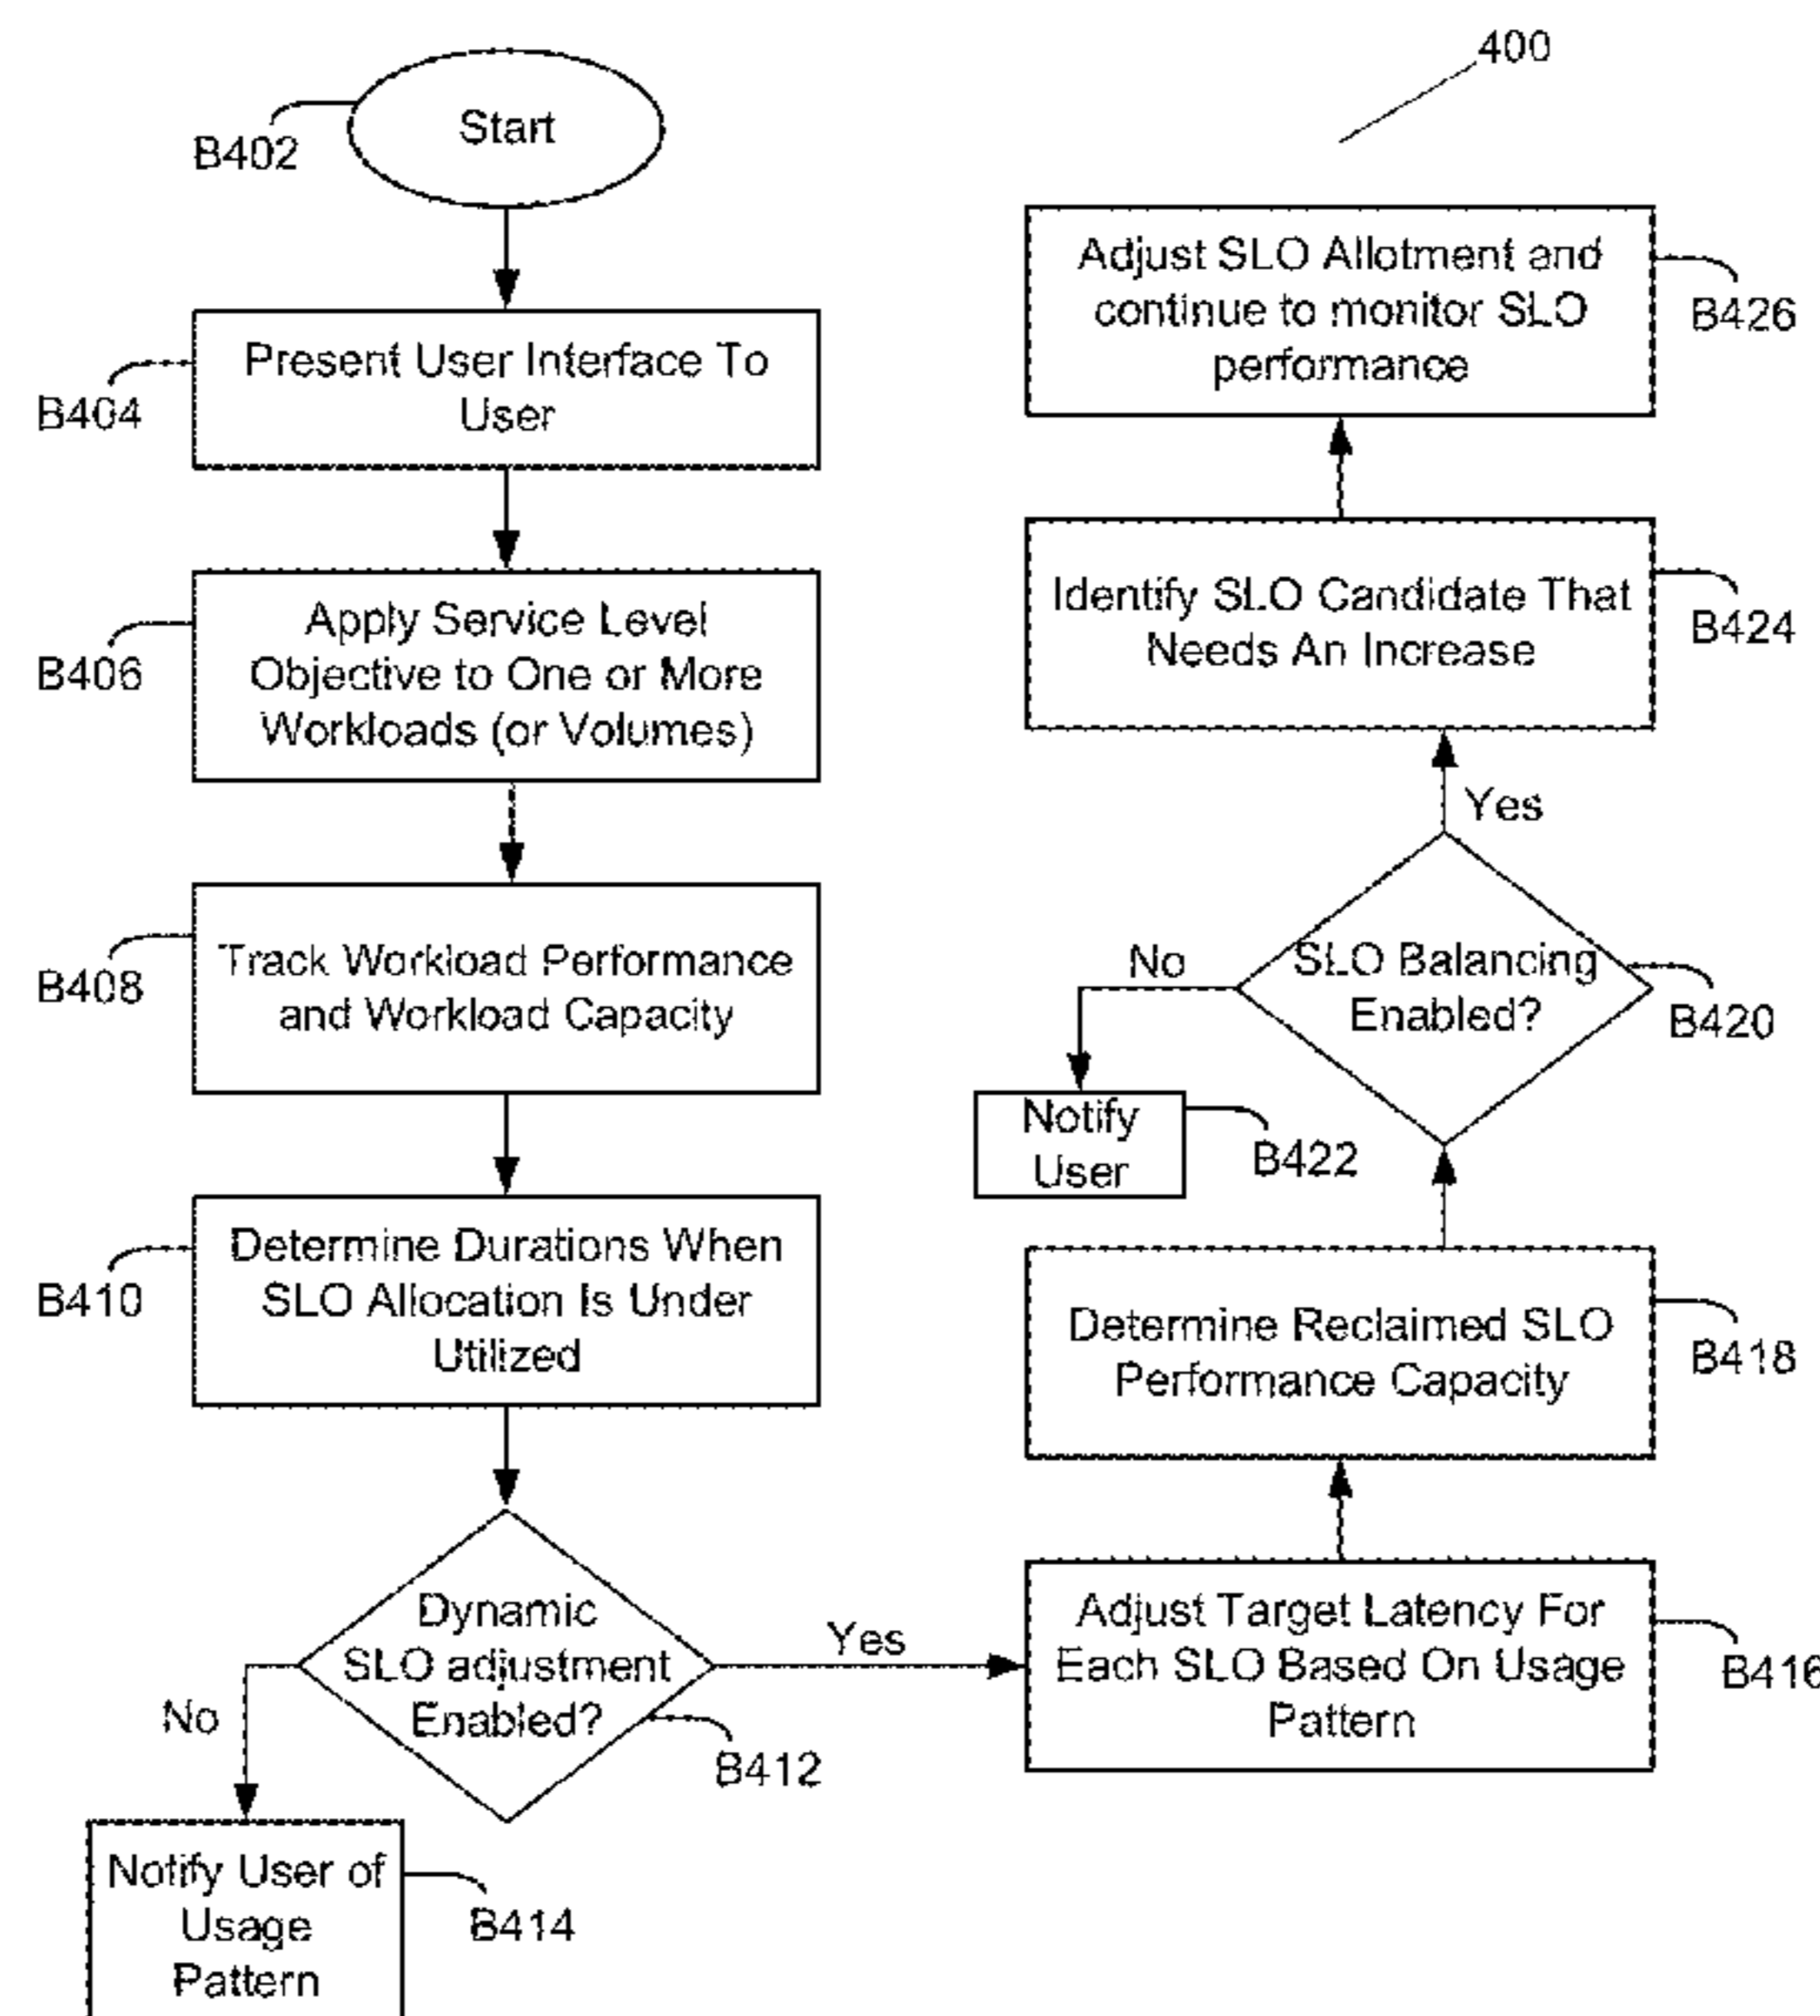 400
Start
B402
Present User Interface To
User
B404
Apply Service Level
Objective to One or More
Workloads (or Volumes)
B406
Track Workload Performance
and Workload Capacity
B408
Determine Durations When
SLO Allocation Is Under
Utilized
B410
Dynamic
SLO adjustment
Enabled?
B412
No
Yes
Notify User of
Usage
Pattern
B414
Adjust Target Latency For
Each SLO Based On Usage
Pattern
B416
Determine Reclaimed SLO
Performance Capacity
B418
SLO Balancing
Enabled?
B420
No
Yes
Notify
User
B422
Identify SLO Candidate That
Needs An Increase
B424
Adjust SLO Allotment and
continue to monitor SLO
performance
B426